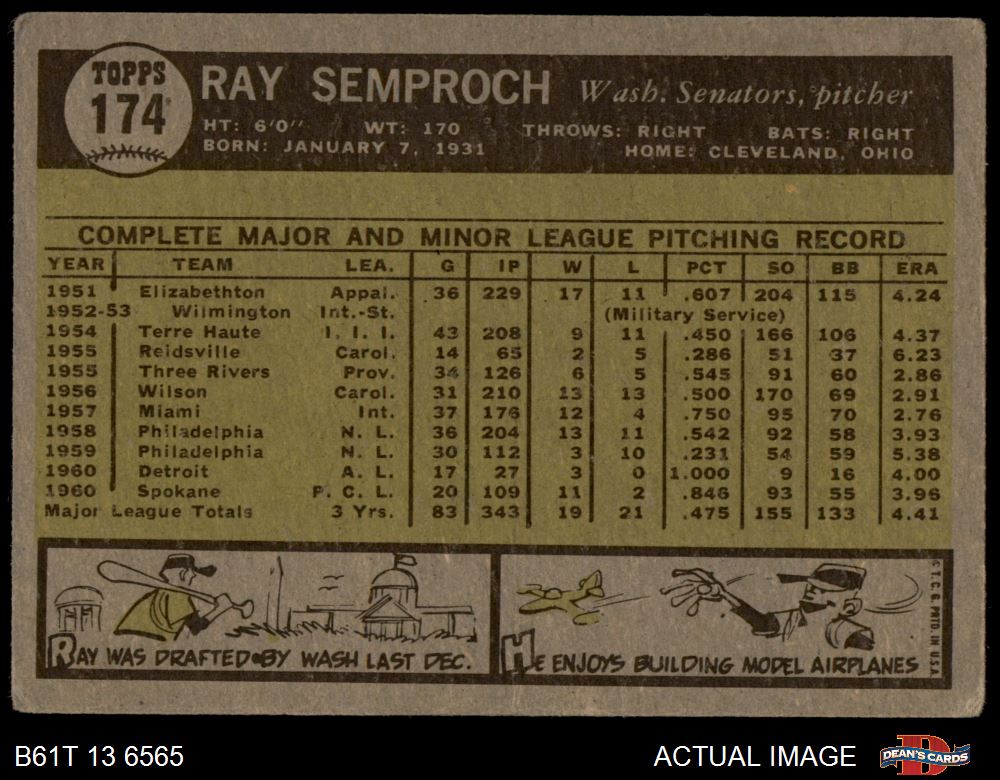 TOPPS
174
RAY SEMPROCH Wash. Senators, pitcher
HT: 6'0" WT: 170 THROWS: RIGHT BATS: RIGHT
BORN: JANUARY 7, 1931 HOME: CLEVELAND, OHIO
COMPLETE MAJOR AND MINOR LEAGUE PITCHING RECORD
YEAR TEAM LEA. G IP W L PCT SO BB ERA
1951 Elizabethton Appal. 36 229 17 11 .607 204 115 4.24
1952-53 Wilmington Int.-St. (Military Service)
1954 Terre Haute I. I. I. 43 208 9 11 .450 166 106 4.37
1955 Reidsville Carol. 14 65 2 5 .286 51 37 6.23
1955 Three Rivers Prov. 34 126 6 5 .545 91 60 2.86
1956 Wilson Carol. 31 210 13 13 .500 170 69 2.91
1957 Miami Int. 37 176 12 4 .750 95 70 2.76
1958 Philadelphia N. L. 36 204 13 11 .542 92 58 3.93
1959 Philadelphia N. L. 30 112 3 10 .231 54 59 5.38
1960 Detroit A. L. 17 27 3 0 1.000 9 16 4.00
1960 Spokane P. C. L. 20 109 11 2 .846 93 55 3.96
Major League Totals 3 Yrs. 83 343 19 21 .475 155 133 4.41
RAY WAS DRAFTED BY WASH LAST DEC.
HE ENJOYS BUILDING MODEL AIRPLANES
© T. C. G. PRTD. IN U.S.A.
B61T 13 6565
ACTUAL IMAGE
D
DEAN'S CARDS